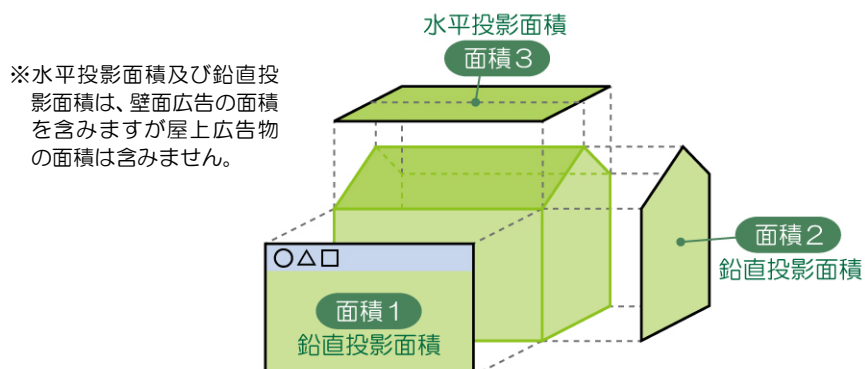 水平投影面積
面積3
※水平投影面積及び鉛直投
影面積は、壁面広告の面積
を含みますが屋上広告物
の面積は含みません。
面積2
鉛直投影面積
○△□
面積1
鉛直投影面積